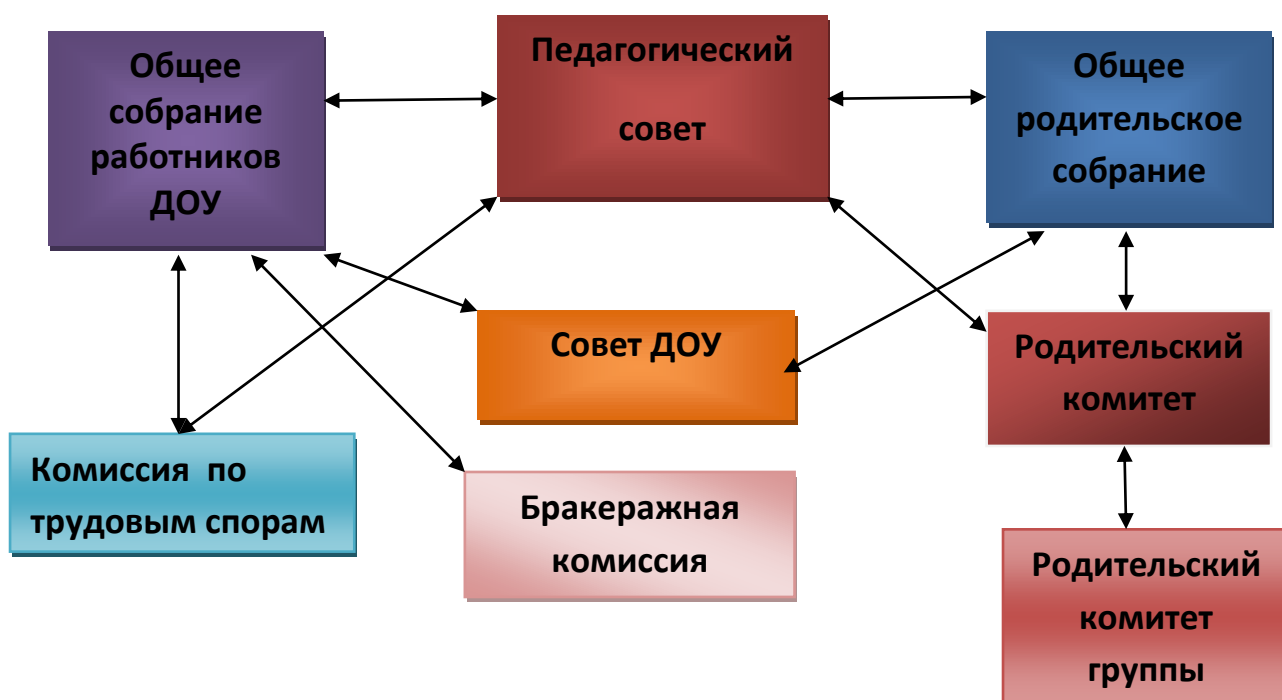 Общее
собрание
работников
ДОУ
Педагогический
совет
Общее
родительское
собрание
Совет ДОУ
Родительский
комитет
Комиссия по
трудовым спорам
Бракеражная
комиссия
Родительский
комитет
группы